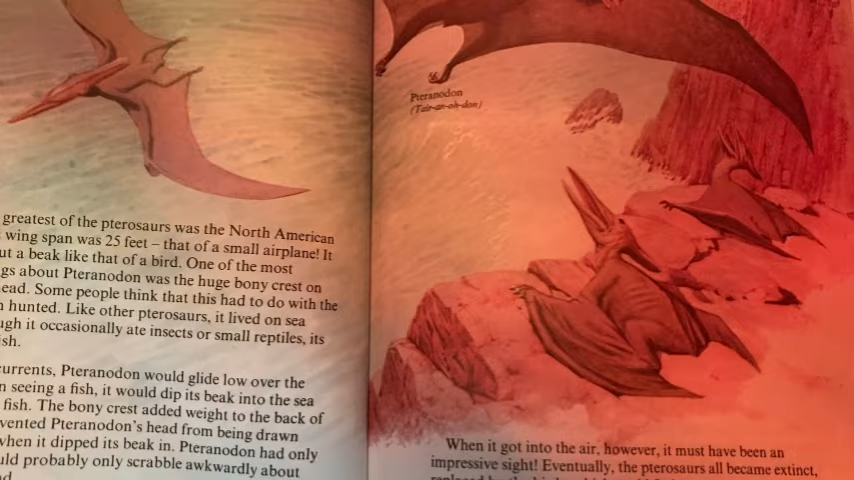 greatest of the pterosaurs was the North American
wing span was 25 feet – that of a small airplane! It
ut a beak like that of a bird. One of the most
gs about Pteranodon was the huge bony crest on
ead. Some people think that this had to do with the
n hunted. Like other pterosaurs, it lived on sea
ugh it occasionally ate insects or small reptiles, its
ish.
currents, Pteranodon would glide low over the
n seeing a fish, it would dip its beak into the sea
fish. The bony crest added weight to the back of
vented Pteranodon's head from being drawn
when it dipped its beak in. Pteranodon had only
uld probably only scrabble awkwardly about
Pteranodon
(Tair-an-oh-don)
When it got into the air, however, it must have been an
impressive sight! Eventually, the pterosaurs all became extinct,